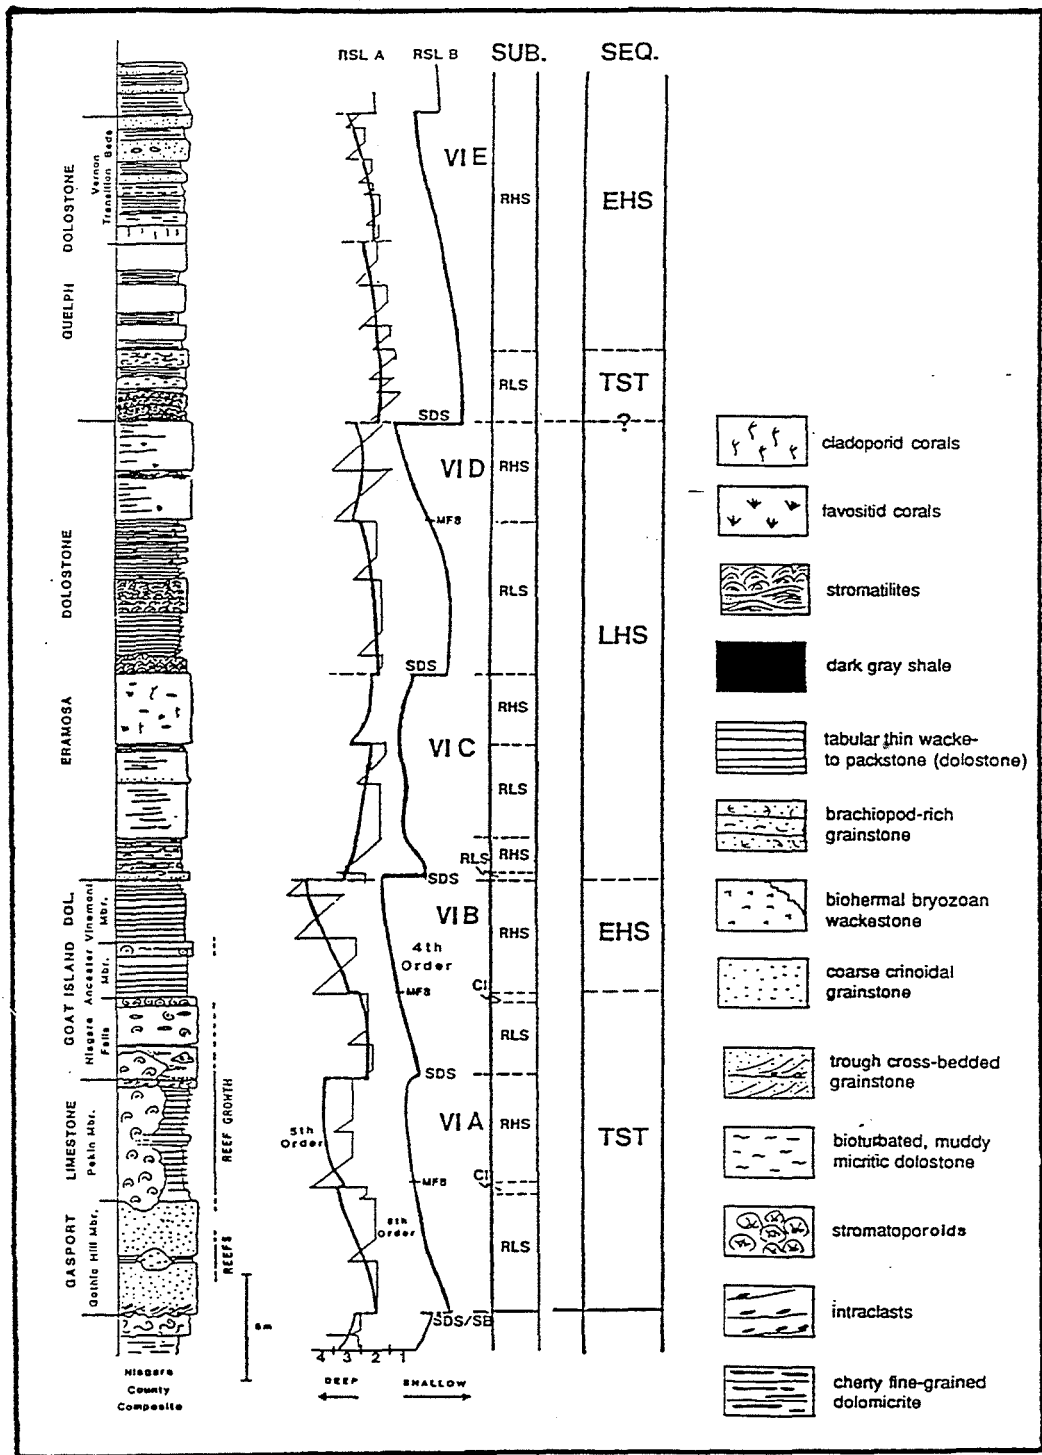 RSL A
RSL B
SUB.
SEQ.
QUELPH DOLOSTONE
Vernon
Transition Beds
ERAMOSA DOLOSTONE
GOAT ISLAND DOL.
Vinemont
Mbr.
Ancaster
Mbr.
Niagara
Falls
GASPORT LIMESTONE
Pekin Mbr.
Gothic Hill Mbr.
REEF GROWTH
REEFS
5m
Niagara
County
Composite
VI E
RHS
EHS
RLS
TST
SDS
?
VI D
RHS
MFS
RLS
LHS
SDS
RHS
VI C
RLS
RLS
RHS
SDS
VI B
RHS
EHS
4th
Order
CI
MFS
RLS
SDS
VI A
5th
Order
RHS
TST
CI
MFS
6th
Order
RLS
SDS/SB
4 3 2 1
DEEP
SHALLOW
cladoporid corals
favositid corals
stromatilites
dark gray shale
tabular thin wacke-
to packstone (dolostone)
brachiopod-rich
grainstone
biohermal bryozoan
wackestone
coarse crinoidal
grainstone
trough cross-bedded
grainstone
bioturbated, muddy
micritic dolostone
stromatoporoids
intraclasts
cherty fine-grained
dolomicrite